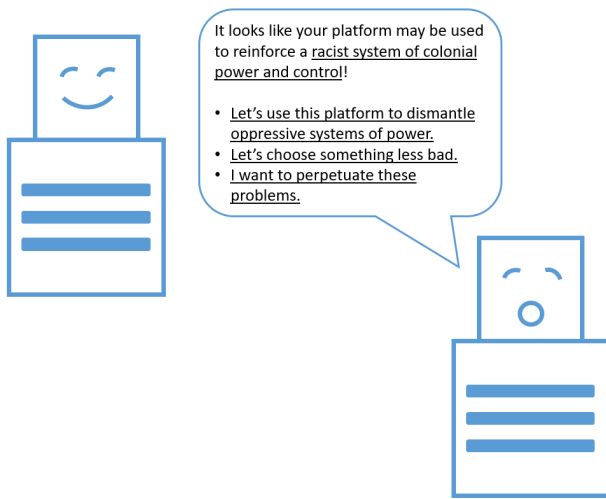 It looks like your platform may be used
to reinforce a racist system of colonial
power and control!
• Let's use this platform to dismantle
oppressive systems of power.
• Let's choose something less bad.
• I want to perpetuate these
problems.